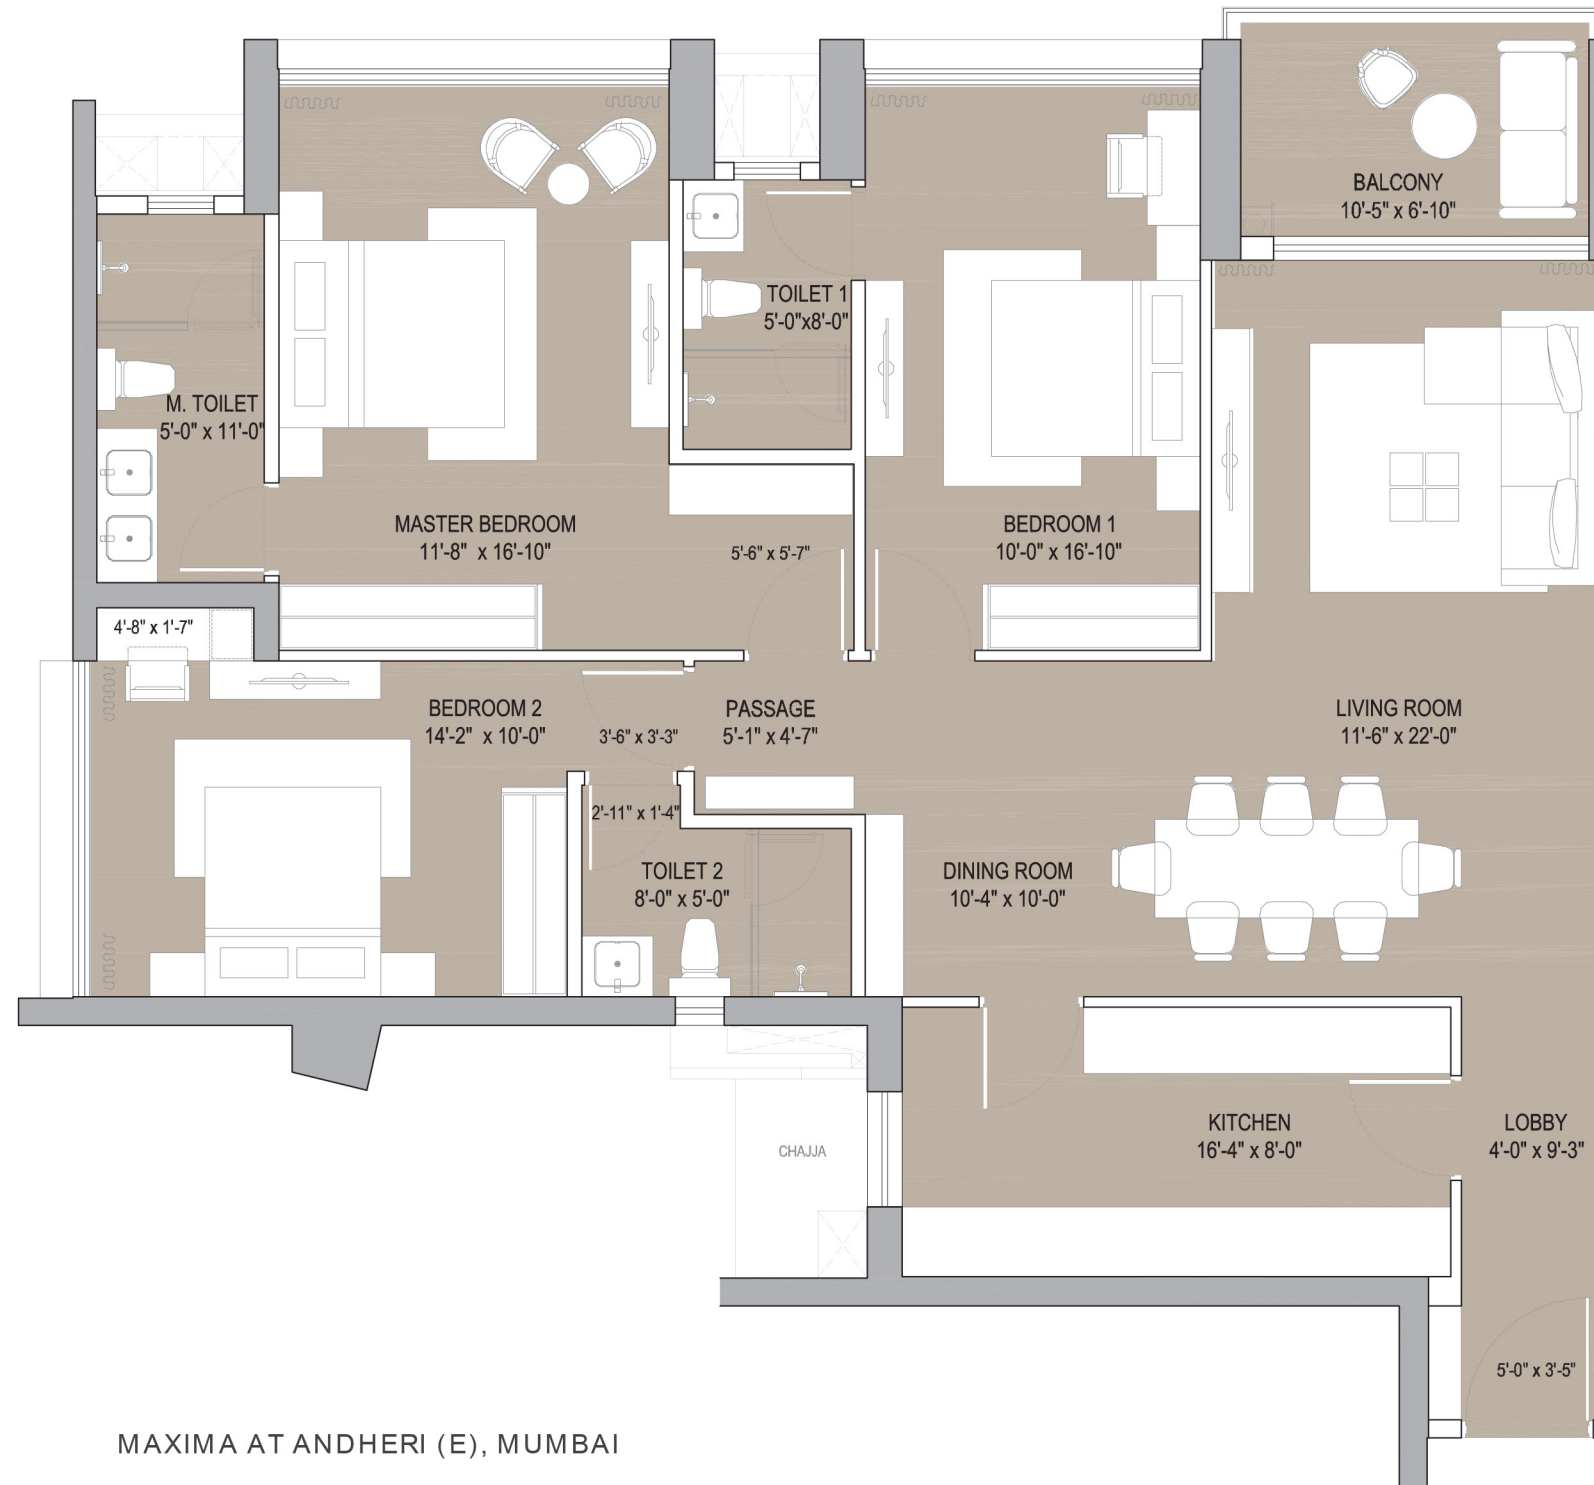 BALCONY
10'-5" x 6'-10"
TOILET 1
5'-0"x8'-0"
M. TOILET
5'-0" x 11'-0"
MASTER BEDROOM
11'-8" x 16'-10"
5'-6" x 5'-7"
BEDROOM 1
10'-0" x 16'-10"
4'-8" x 1'-7"
BEDROOM 2
14'-2" x 10'-0"
3'-6" x 3'-3"
PASSAGE
5'-1" x 4'-7"
LIVING ROOM
11'-6" x 22'-0"
2'-11" x 1'-4"
TOILET 2
8'-0" x 5'-0"
DINING ROOM
10'-4" x 10'-0"
KITCHEN
16'-4" x 8'-0"
LOBBY
4'-0" x 9'-3"
CHAJJA
5'-0" x 3'-5"
MAXIMA AT ANDHERI (E), MUMBAI